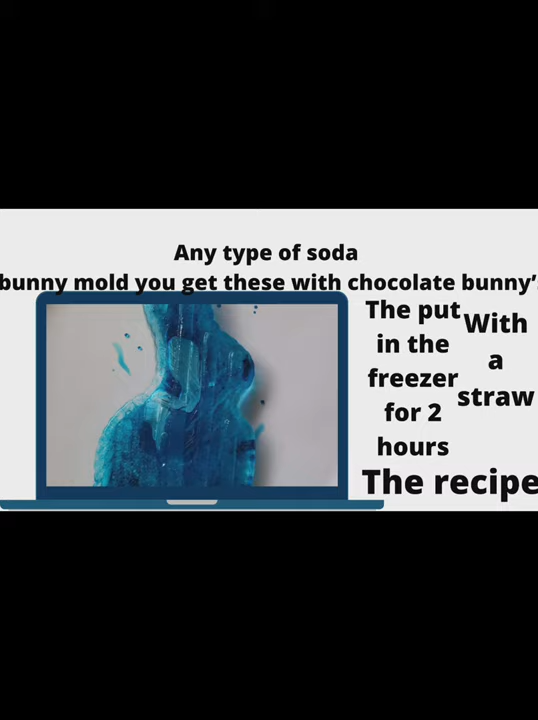 Any type of soda
bunny mold you get these with chocolate bunny's
The put
in the
freezer
for 2
hours
With
a
straw
The recipe